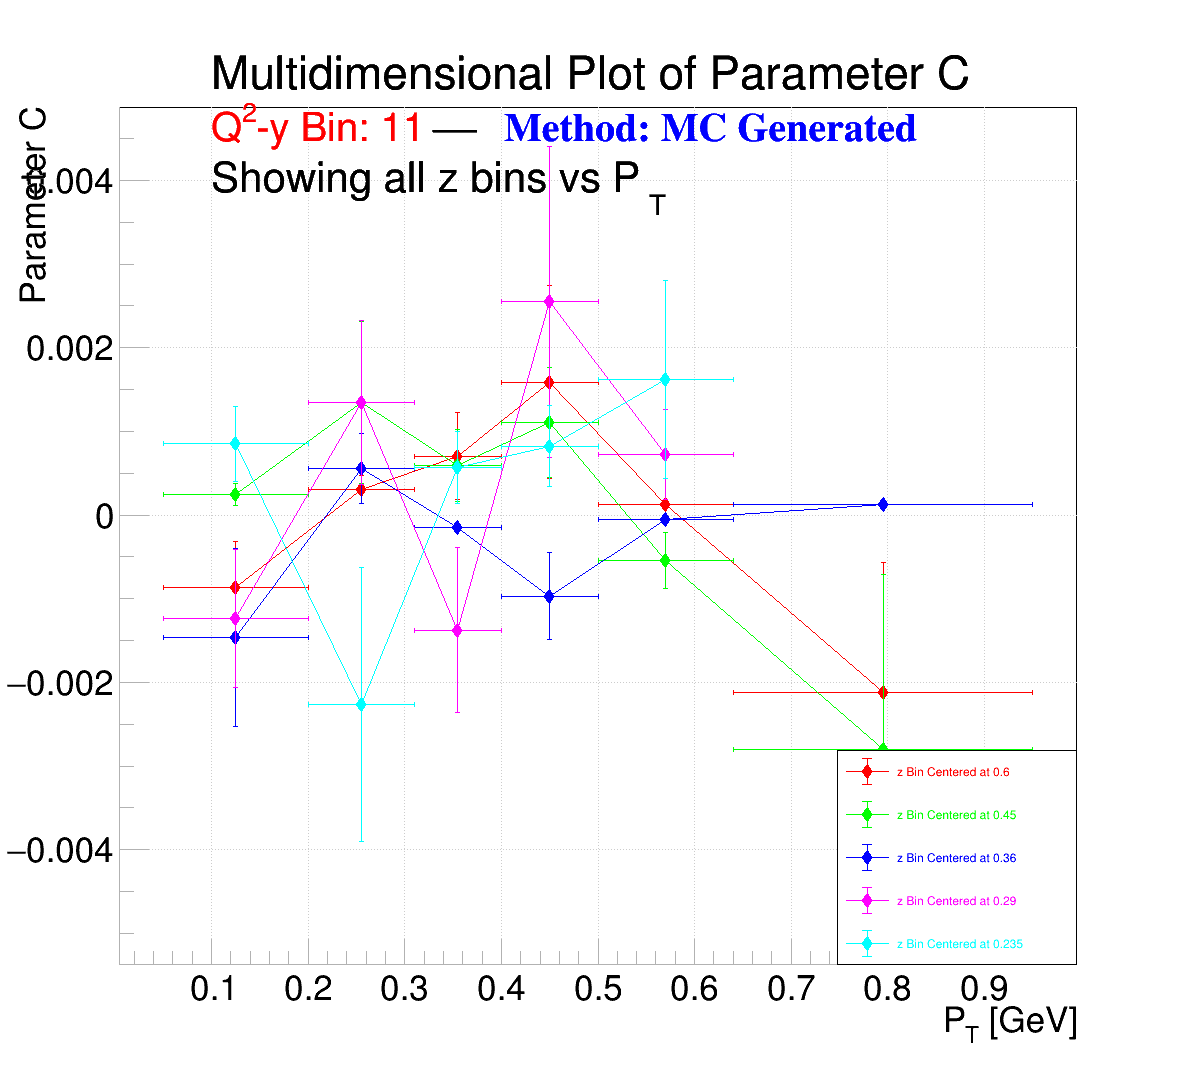 Multidimensional Plot of Parameter C
Q²-y Bin: 11 — Method: MC Generated
Showing all z bins vs P_T
Parameter C
0.004
0.002
0
−0.002
−0.004
z Bin Centered at 0.6
z Bin Centered at 0.45
z Bin Centered at 0.36
z Bin Centered at 0.29
z Bin Centered at 0.235
0.1 0.2 0.3 0.4 0.5 0.6 0.7 0.8 0.9
P_T [GeV]